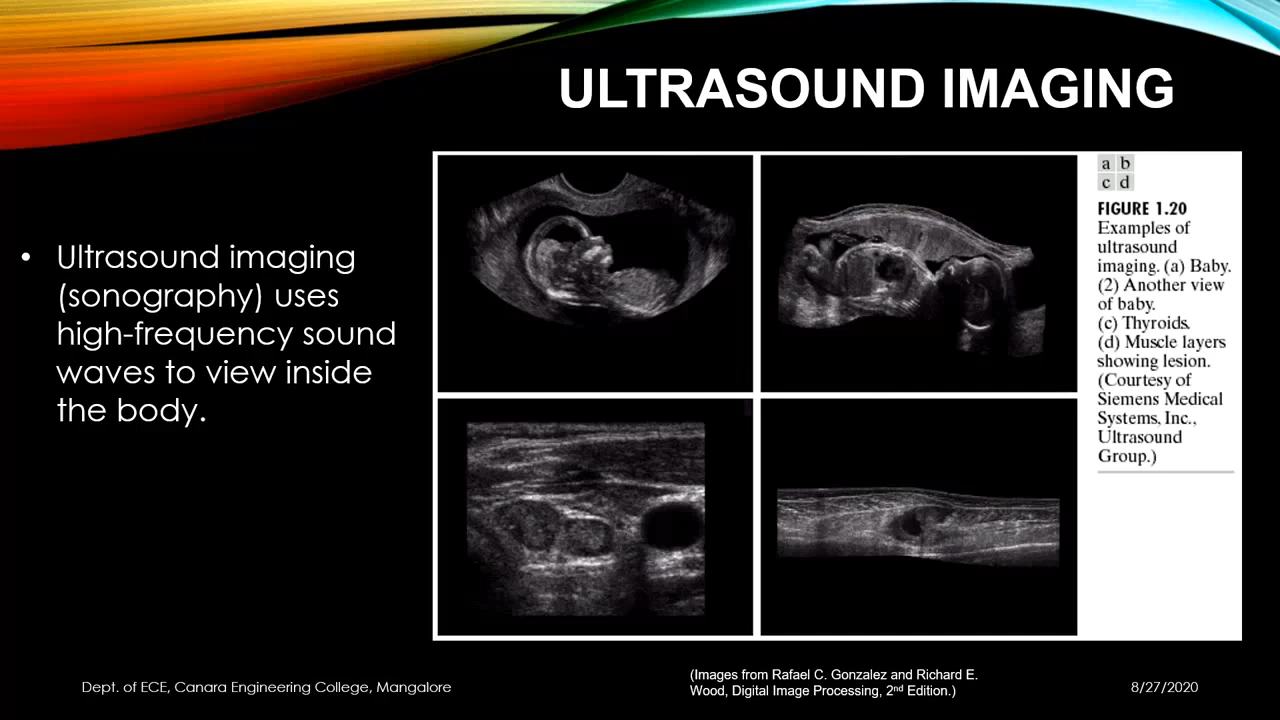 ULTRASOUND IMAGING
• Ultrasound imaging
(sonography) uses
high-frequency sound
waves to view inside
the body.
a b
c d
FIGURE 1.20
Examples of
ultrasound
imaging. (a) Baby.
(2) Another view
of baby.
(c) Thyroids.
(d) Muscle layers
showing lesion.
(Courtesy of
Siemens Medical
Systems, Inc.,
Ultrasound
Group.)
Dept. of ECE, Canara Engineering College, Mangalore
(Images from Rafael C. Gonzalez and Richard E.
Wood, Digital Image Processing, 2nd Edition.)
8/27/2020